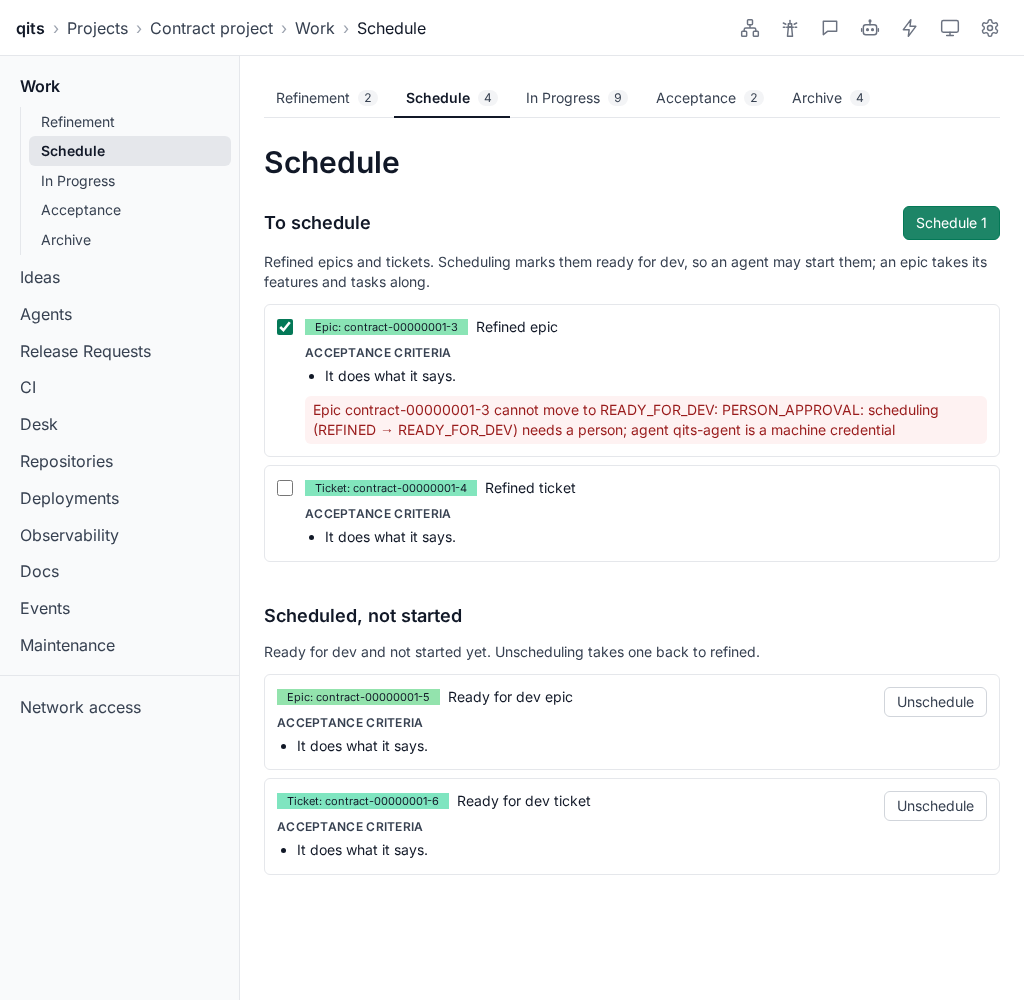 qits › Projects › Contract project › Work › Schedule
Work
Refinement
Schedule
In Progress
Acceptance
Archive
Ideas
Agents
Release Requests
CI
Desk
Repositories
Deployments
Observability
Docs
Events
Maintenance
Network access
Refinement 2 Schedule 4 In Progress 9 Acceptance 2 Archive 4
Schedule
To schedule
Schedule 1
Refined epics and tickets. Scheduling marks them ready for dev, so an agent may start them; an epic takes its
features and tasks along.
Epic: contract-00000001-3 Refined epic
ACCEPTANCE CRITERIA
• It does what it says.
Epic contract-00000001-3 cannot move to READY_FOR_DEV: PERSON_APPROVAL: scheduling
(REFINED → READY_FOR_DEV) needs a person; agent qits-agent is a machine credential
Ticket: contract-00000001-4 Refined ticket
ACCEPTANCE CRITERIA
• It does what it says.
Scheduled, not started
Ready for dev and not started yet. Unscheduling takes one back to refined.
Epic: contract-00000001-5 Ready for dev epic
Unschedule
ACCEPTANCE CRITERIA
• It does what it says.
Ticket: contract-00000001-6 Ready for dev ticket
Unschedule
ACCEPTANCE CRITERIA
• It does what it says.